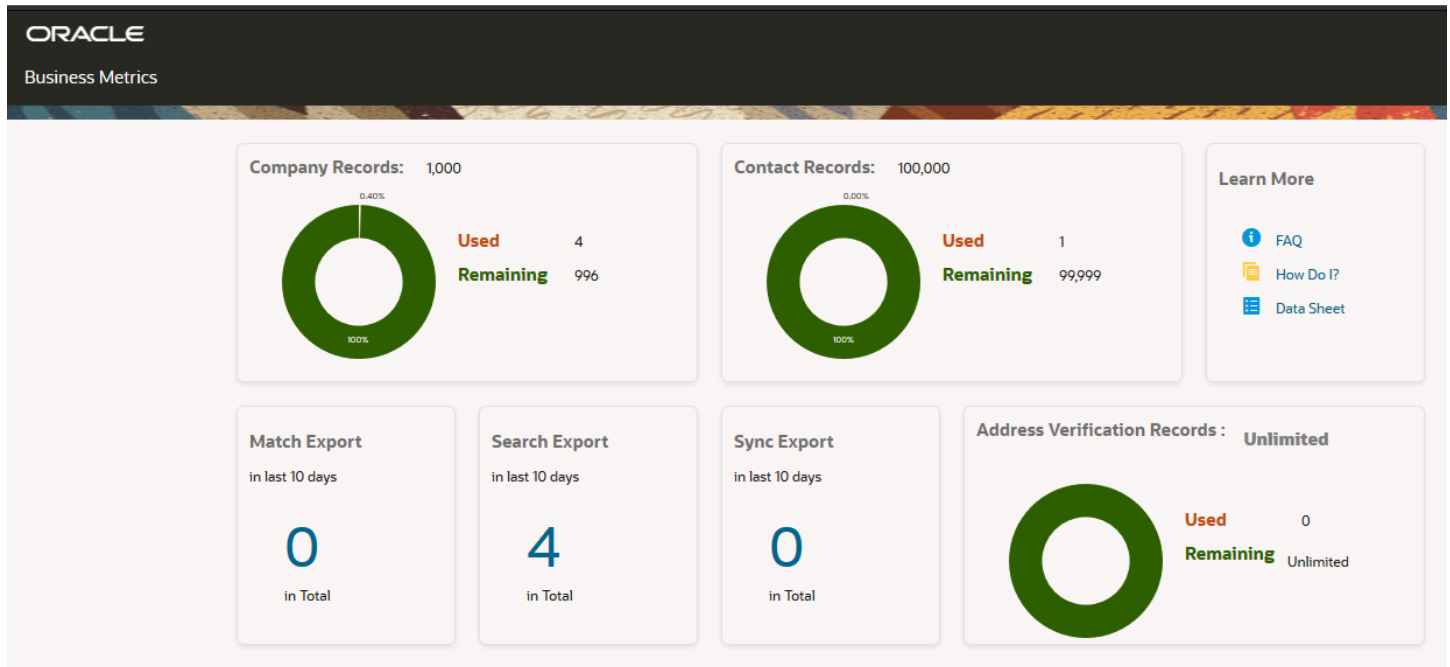 ORACLE
Business Metrics
Company Records: 1,000
0.40%
Used 4
Remaining 996
100%
Contact Records: 100,000
0.00%
Used 1
Remaining 99,999
100%
Learn More
FAQ
How Do I?
Data Sheet
Match Export
in last 10 days
0
in Total
Search Export
in last 10 days
4
in Total
Sync Export
in last 10 days
0
in Total
Address Verification Records : Unlimited
Used 0
Remaining Unlimited